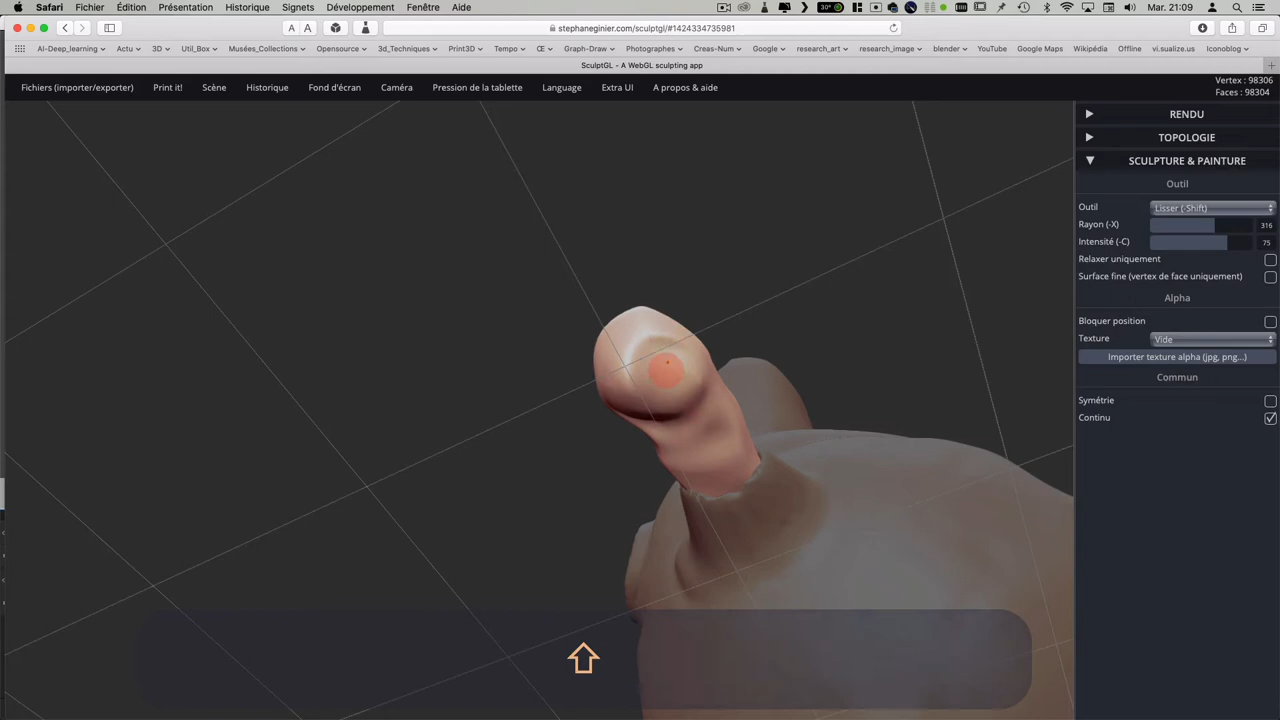 Safari Fichier Édition Présentation Historique Signets Développement Fenêtre Aide 30° Mar. 21:09
A A stephaneginier.com/sculptgl/#1424334735981
AI-Deep_learning Actu 3D Util_Box Musées_Collections Opensource 3d_Techniques Print3D Tempo Œ Graph-Draw Photographes Creas-Num Google research_art research_image blender YouTube Google Maps Wikipédia Offline vi.sualize.us Iconoblog
SculptGL - A WebGL sculpting app
Fichiers (importer/exporter) Print it! Scène Historique Fond d'écran Caméra Pression de la tablette Language Extra UI A propos & aide
Vertex : 98306
Faces : 98304
RENDU
TOPOLOGIE
SCULPTURE & PAINTURE
Outil
Outil Lisser (-Shift)
Rayon (-X) 316
Intensité (-C) 75
Relaxer uniquement
Surface fine (vertex de face uniquement)
Alpha
Bloquer position
Texture Vide
Importer texture alpha (jpg, png...)
Commun
Symétrie
Continu